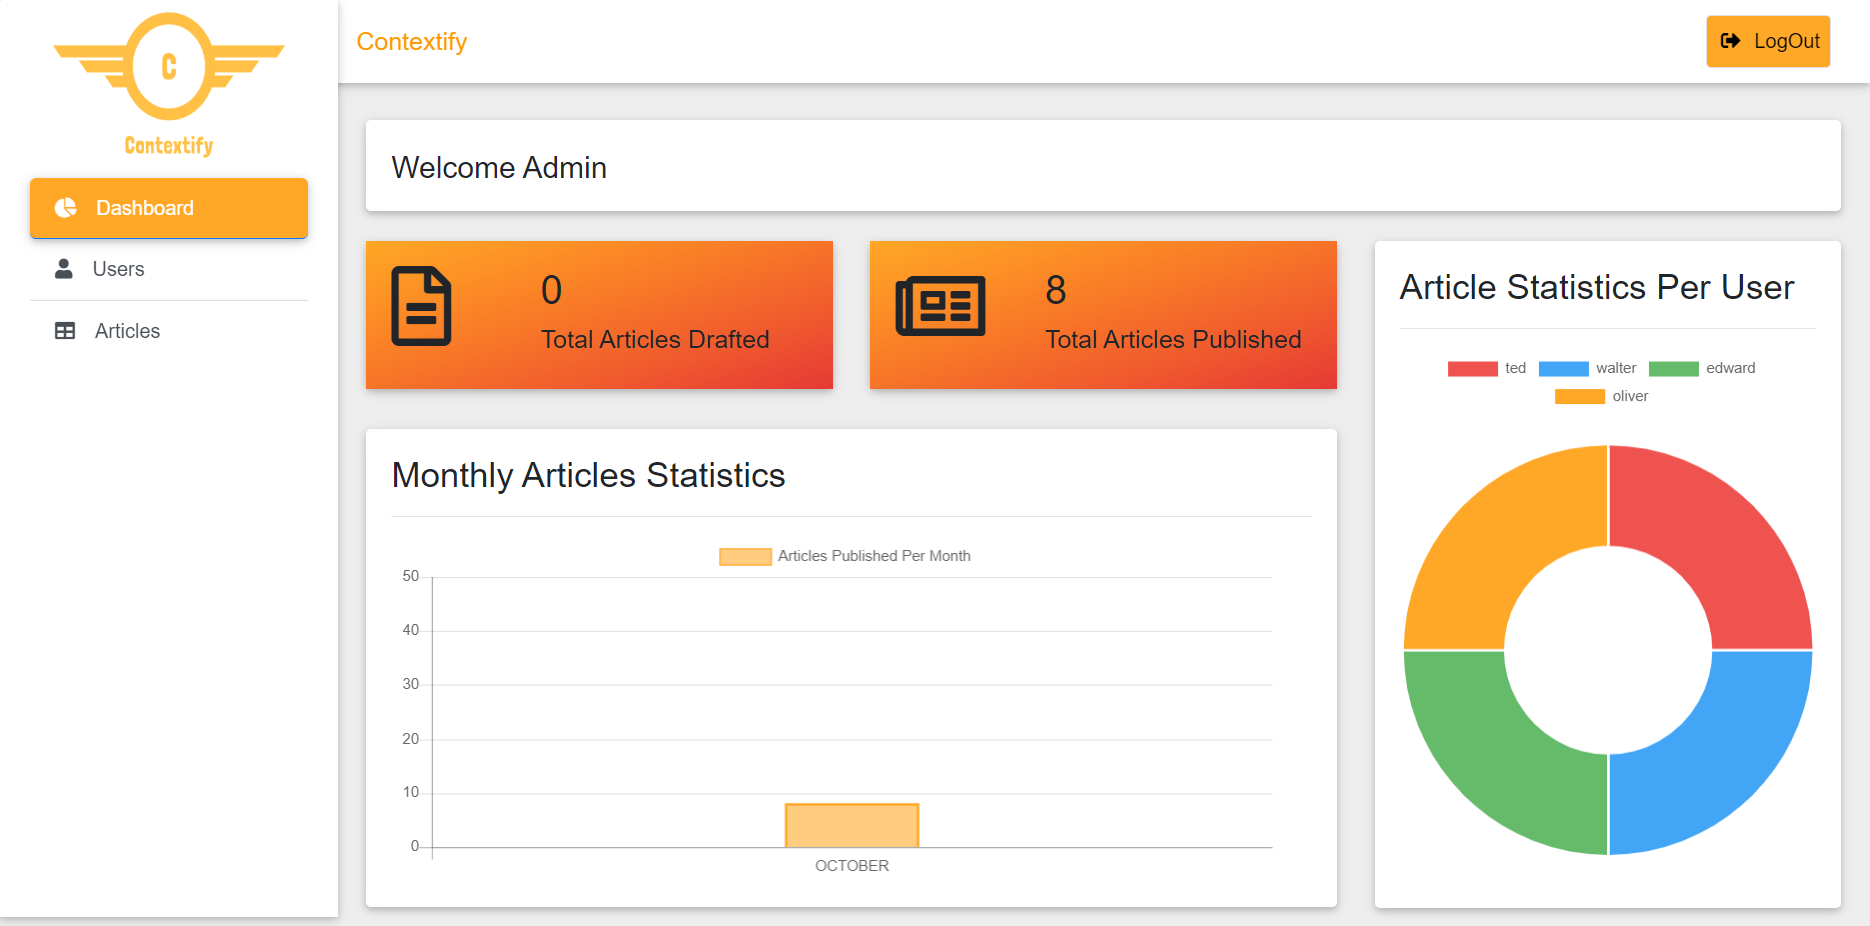 C
Contextify
Dashboard
Users
Articles
Contextify
LogOut
Welcome Admin
0
Total Articles Drafted
8
Total Articles Published
Monthly Articles Statistics
Articles Published Per Month
50
40
30
20
10
0
OCTOBER
Article Statistics Per User
ted walter edward
oliver